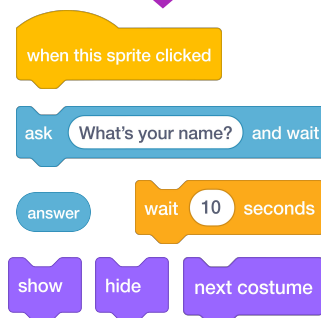 when this sprite clicked
ask What's your name? and wait
answer
wait 10 seconds
show hide next costume